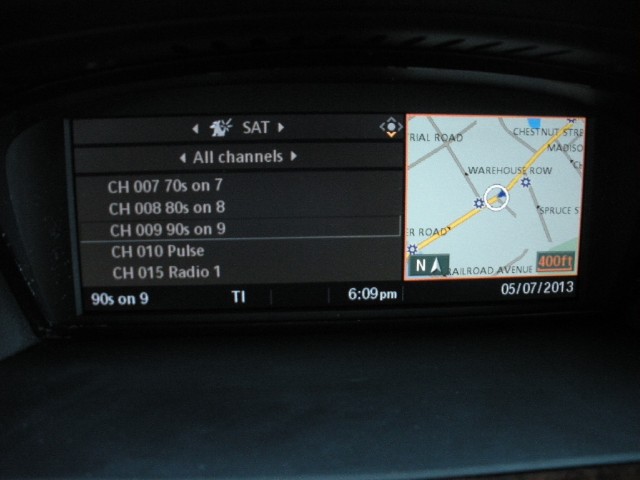 SAT
All channels
CH 007 70s on 7
CH 008 80s on 8
CH 009 90s on 9
CH 010 Pulse
CH 015 Radio 1
90s on 9 TI 6:09pm
RIAL ROAD
CHESTNUT STRE
MADISO
WAREHOUSE ROW
SPRUCE S
ER ROAD
N
RAILROAD AVENUE
400ft
05/07/2013